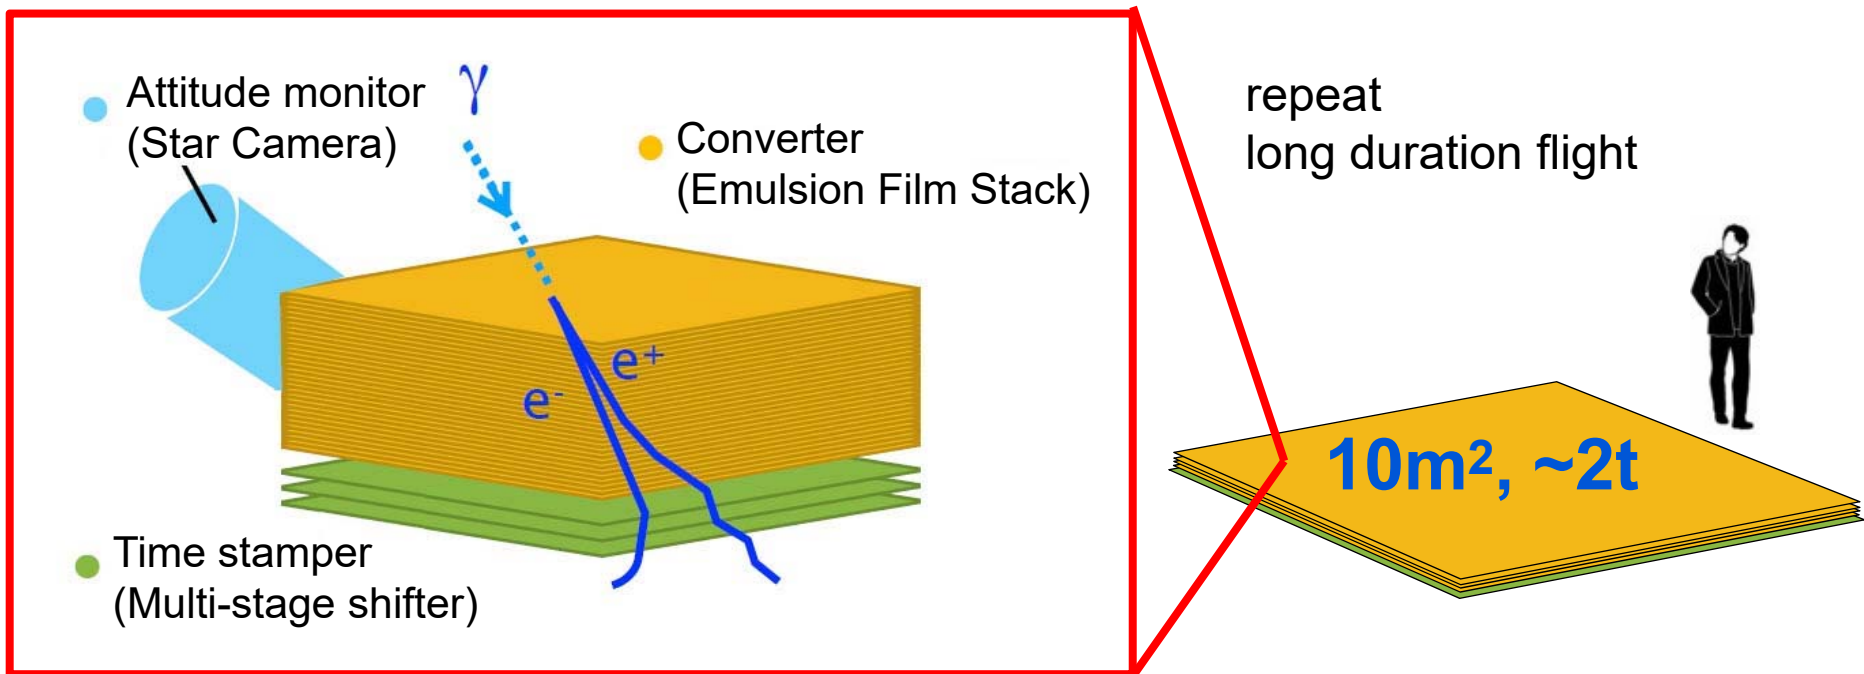 Attitude monitor
(Star Camera)
γ
Converter
(Emulsion Film Stack)
e+
e-
Time stamper
(Multi-stage shifter)
repeat
long duration flight
10m², ~2t